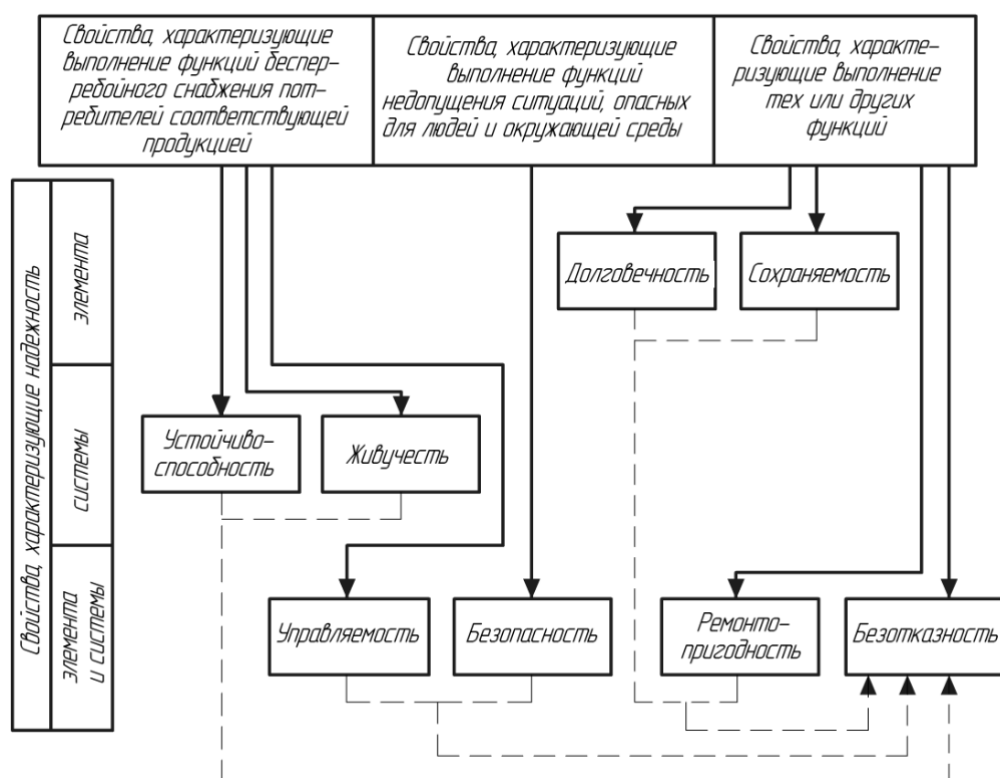 Свойства, характеризующие
выполнение функций беспер-
ребойного снабжения пот-
ребителей соответствующей
продукцией
Свойства, характеризующие
выполнение функций
недопущения ситуаций, опасных
для людей и окружающей среды
Свойства, характе-
ризующие выполнение
тех или других
функций
Свойства, характеризующие надежность
элемента
Долговечность
Сохраняемость
системы
Устойчиво-
способность
Живучесть
элемента
и системы
Управляемость
Безопасность
Ремонто-
пригодность
Безотказность